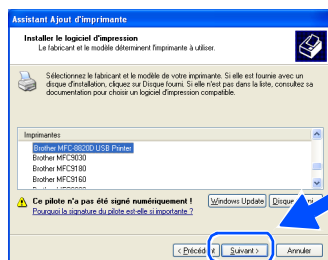 Assistant Ajout d'imprimante
Installer le logiciel d'impression
Le fabricant et le modèle déterminent l'imprimante à utiliser.
Sélectionnez le fabricant et le modèle de votre imprimante. Si elle est fournie avec un
disque d'installation, cliquez sur Disque fourni. Si elle n'est pas dans la liste, consultez sa
documentation pour choisir un logiciel d'impression compatible.
Imprimantes
Brother MFC-8820D USB Printer
Brother MFC9030
Brother MFC9180
Brother MFC9160
Ce pilote n'a pas été signé numériquement !
Windows Update
Disque
Pourquoi la signature du pilote est-elle si importante ?
< Précédent
Suivant >
Annuler